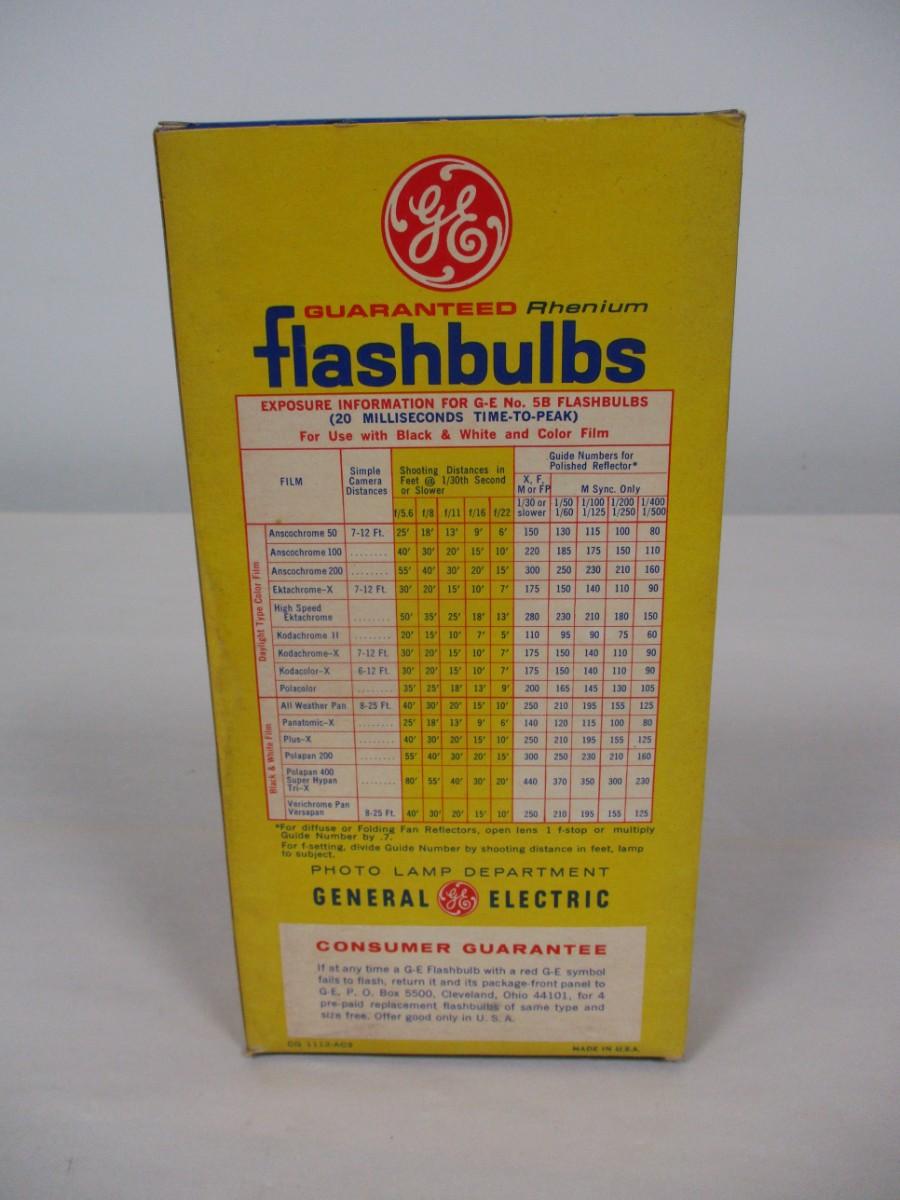 GE
GUARANTEED Rhenium
flashbulbs
EXPOSURE INFORMATION FOR G-E No. 5B FLASHBULBS
(20 MILLISECONDS TIME-TO-PEAK)
For Use with Black & White and Color Film
FILM
Simple
Camera
Distances
Shooting Distances in
Feet @ 1/30th Second
or Slower
Guide Numbers for
Polished Reflector*
X, F,
M or FP
M Sync. Only
f/5.6 f/8 f/11 f/16 f/22 1/30 or slower 1/50 1/60 1/100 1/125 1/200 1/250 1/400 1/500
Daylight Type Color Film
Anscochrome 50 7-12 Ft. 25' 18' 13' 9' 6' 150 130 115 100 80
Anscochrome 100 ........ 40' 30' 20' 15' 10' 220 185 175 150 110
Anscochrome 200 ........ 55' 40' 30' 20' 15' 300 250 230 210 160
Ektachrome-X 7-12 Ft. 30' 20' 15' 10' 7' 175 150 140 110 90
High Speed
Ektachrome ........ 50' 35' 25' 18' 13' 280 230 210 180 150
Kodachrome II ........ 20' 15' 10' 7' 5' 110 95 90 75 60
Kodachrome-X 7-12 Ft. 30' 20' 15' 10' 7' 175 150 140 110 90
Kodacolor-X 6-12 Ft. 30' 20' 15' 10' 7' 175 150 140 110 90
Polacolor ........ 35' 25' 18' 13' 9' 200 165 145 130 105
Black & White Film
All Weather Pan 8-25 Ft. 40' 30' 20' 15' 10' 250 210 195 155 125
Panatomic-X ........ 25' 18' 13' 9' 6' 140 120 115 100 80
Plus-X ........ 40' 30' 20' 15' 10' 250 210 195 155 125
Polapan 200 ........ 55' 40' 30' 20' 15' 300 250 230 210 160
Polapan 400
Super Hypan
Tri-X ........ 80' 55' 40' 30' 20' 440 370 350 300 230
Verichrome Pan
Versapan 8-25 Ft. 40' 30' 20' 15' 10' 250 210 195 155 125
*For diffuse or Folding Fan Reflectors, open lens 1 f-stop or multiply
Guide Number by .7.
For f-setting, divide Guide Number by shooting distance in feet, lamp
to subject.
PHOTO LAMP DEPARTMENT
GENERAL GE ELECTRIC
CONSUMER GUARANTEE
If at any time a G-E Flashbulb with a red G-E symbol
fails to flash, return it and its package-front panel to
G-E, P. O. Box 5500, Cleveland, Ohio 44101, for 4
pre-paid replacement flashbulbs of same type and
size free. Offer good only in U. S. A.
MADE IN U.S.A.